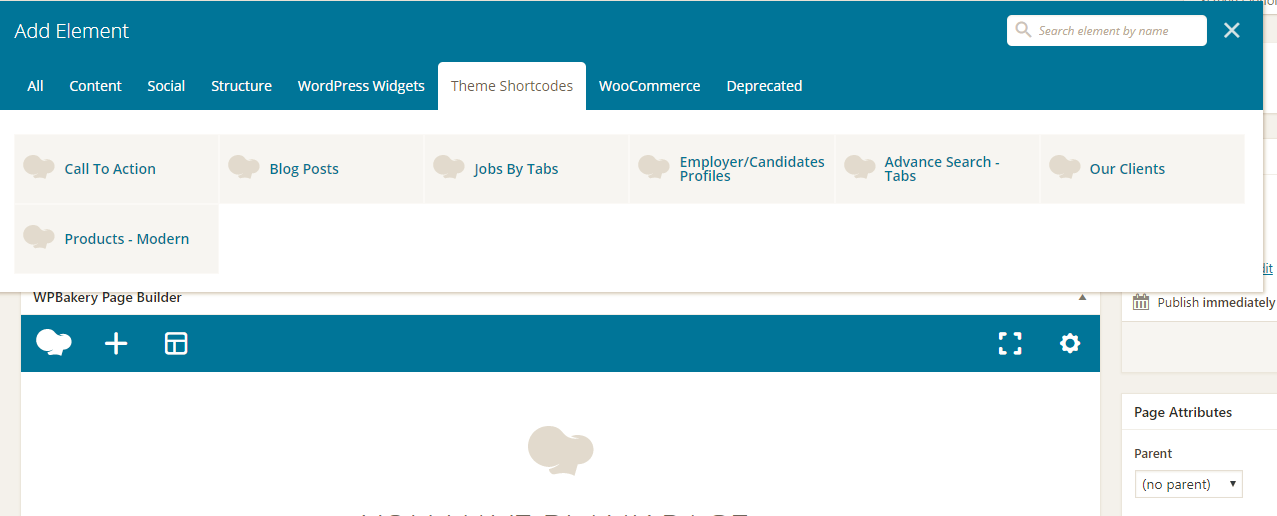 Add Element
Search element by name
All Content Social Structure WordPress Widgets Theme Shortcodes WooCommerce Deprecated
Call To Action
Blog Posts
Jobs By Tabs
Employer/Candidates
Profiles
Advance Search -
Tabs
Our Clients
Products - Modern
WPBakery Page Builder
Publish immediately
Page Attributes
Parent
(no parent)